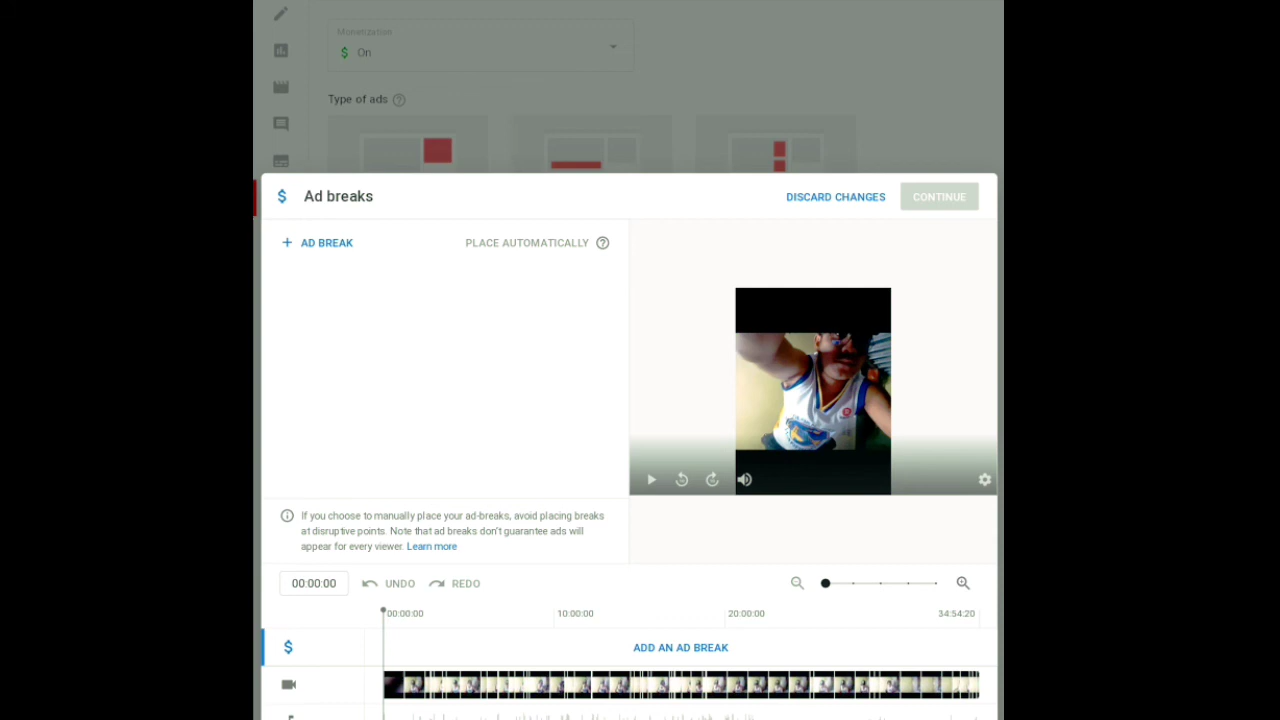 Monetization
$ On
Type of ads
Ad breaks
DISCARD CHANGES
CONTINUE
+ AD BREAK
PLACE AUTOMATICALLY
If you choose to manually place your ad-breaks, avoid placing breaks
at disruptive points. Note that ad breaks don't guarantee ads will
appear for every viewer. Learn more
00:00:00
UNDO
REDO
00:00:00
10:00:00
20:00:00
34:54:20
$
ADD AN AD BREAK